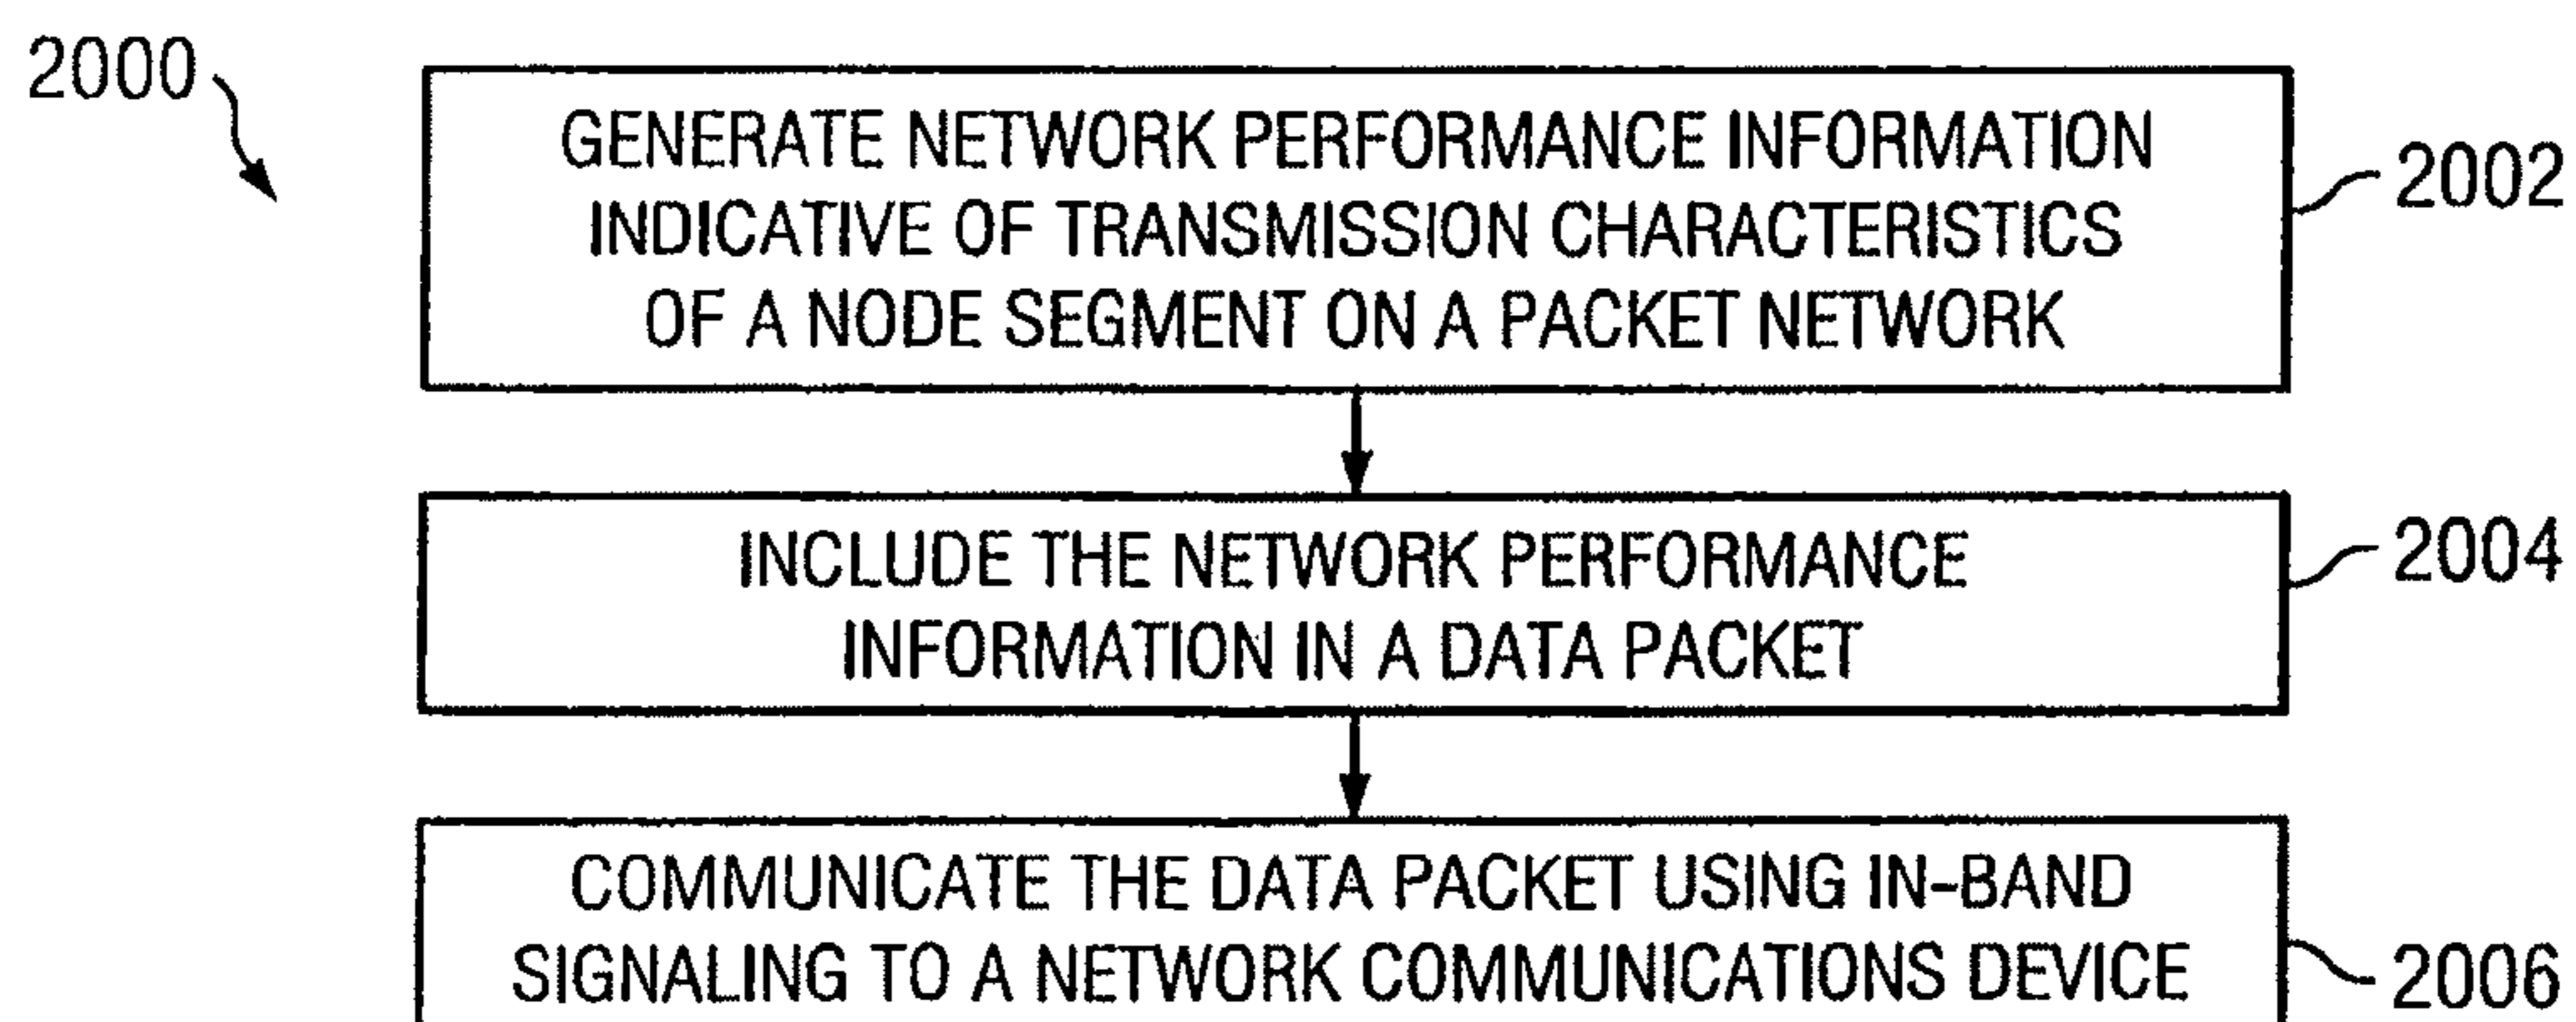 2000
GENERATE NETWORK PERFORMANCE INFORMATION
INDICATIVE OF TRANSMISSION CHARACTERISTICS
OF A NODE SEGMENT ON A PACKET NETWORK
2002
INCLUDE THE NETWORK PERFORMANCE
INFORMATION IN A DATA PACKET
2004
COMMUNICATE THE DATA PACKET USING IN-BAND
SIGNALING TO A NETWORK COMMUNICATIONS DEVICE
2006